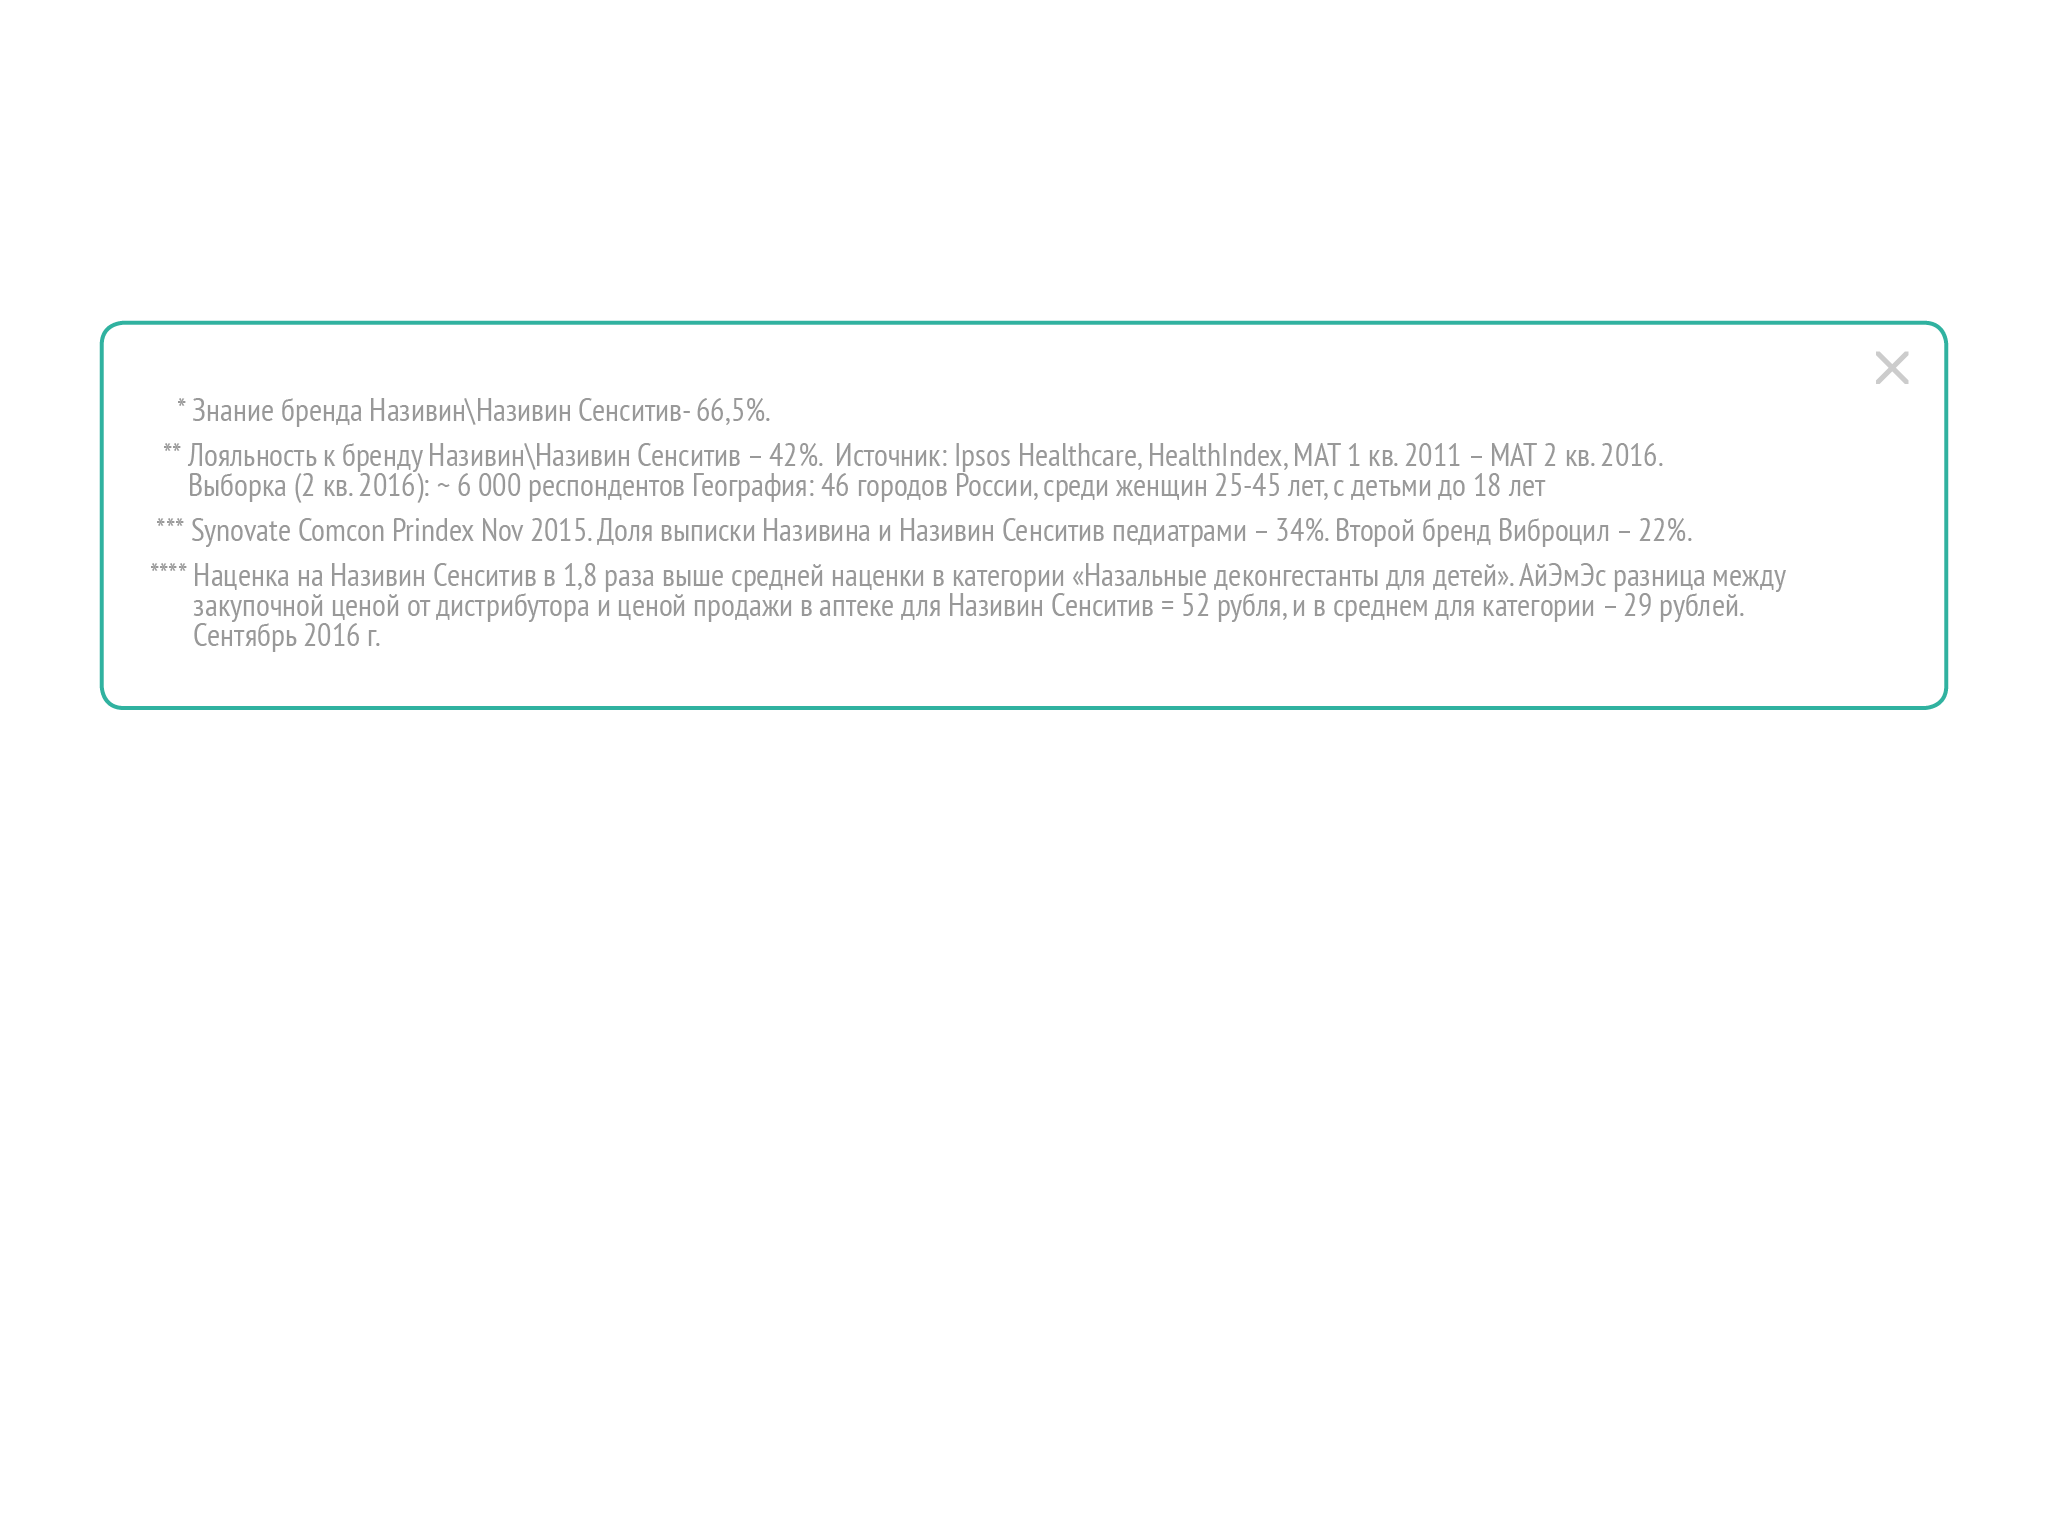 * Знание бренда Називин\Називин Сенситив- 66,5%.
** Лояльность к бренду Називин\Називин Сенситив – 42%.  Источник: Ipsos Healthcare, HealthIndex, MAT 1 кв. 2011 – MAT 2 кв. 2016.
Выборка (2 кв. 2016): ~ 6 000 респондентов География: 46 городов России, среди женщин 25-45 лет, с детьми до 18 лет
*** Synovate Comcon Prindex Nov 2015. Доля выписки Називина и Називин Сенситив педиатрами – 34%. Второй бренд Виброцил – 22%.
**** Наценка на Називин Сенситив в 1,8 раза выше средней наценки в категории «Назальные деконгестанты для детей». АйЭмЭс разница между
закупочной ценой от дистрибутора и ценой продажи в аптеке для Називин Сенситив = 52 рубля, и в среднем для категории – 29 рублей.
Сентябрь 2016 г.